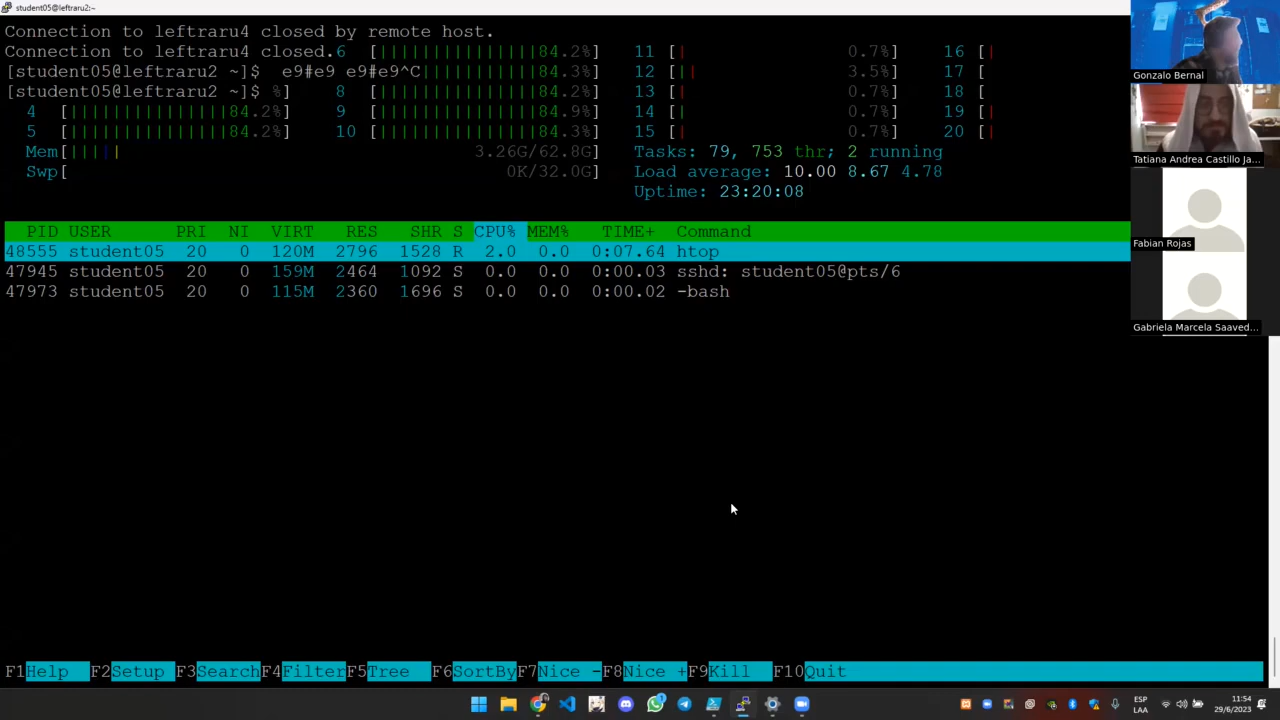 student05@leftraru2:~
Connection to leftraru4 closed by remote host.
Connection to leftraru4 closed.6 [|||||||||||||||84.2%] 11 [| 0.7%] 16 [|
[student05@leftraru2 ~]$ e9#e9 e9#e9^C||||||||||84.3%] 12 [|| 3.5%] 17 [
[student05@leftraru2 ~]$ %] 8 [|||||||||||||||84.2%] 13 [| 0.7%] 18 [
4 [|||||||||||||||84.2%] 9 [|||||||||||||||84.9%] 14 [| 0.7%] 19 [|
5 [|||||||||||||||84.2%] 10 [|||||||||||||||84.3%] 15 [| 0.7%] 20 [|
Mem[||||| 3.26G/62.8G] Tasks: 79, 753 thr; 2 running
Swp[ 0K/32.0G] Load average: 10.00 8.67 4.78
Uptime: 23:20:08
PID USER PRI NI VIRT RES SHR S CPU% MEM% TIME+ Command
48555 student05 20 0 120M 2796 1528 R 2.0 0.0 0:07.64 htop
47945 student05 20 0 159M 2464 1092 S 0.0 0.0 0:00.03 sshd: student05@pts/6
47973 student05 20 0 115M 2360 1696 S 0.0 0.0 0:00.02 -bash
Gonzalo Bernal
Tatiana Andrea Castillo Ja...
Fabian Rojas
Gabriela Marcela Saaved...
F1Help F2Setup F3SearchF4FilterF5Tree F6SortByF7Nice -F8Nice +F9Kill F10Quit
1
ESP
LAA
11:54
29/6/2023